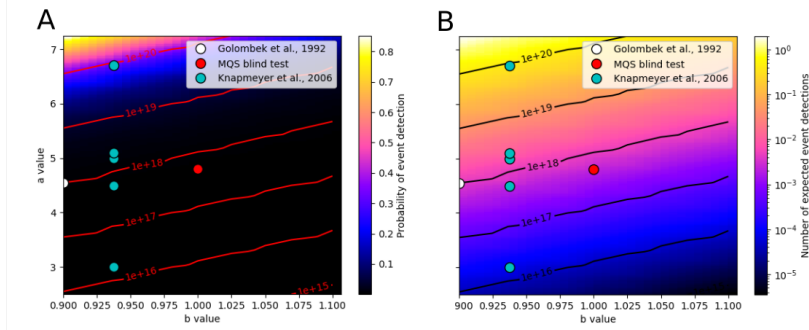 A
7
6
5
4
3
a value
1e+20
1e+19
1e+18
1e+17
1e+16
1e+15
Golombek et al., 1992
MQS blind test
Knapmeyer et al., 2006
0.900 0.925 0.950 0.975 1.000 1.025 1.050 1.075 1.100
b value
0.8
0.7
0.6
0.5
0.4
0.3
0.2
0.1
Probability of event detection
B
1e+20
1e+19
1e+18
1e+17
1e+16
Golombek et al., 1992
MQS blind test
Knapmeyer et al., 2006
900 0.925 0.950 0.975 1.000 1.025 1.050 1.075 1.100
b value
10⁰
10⁻¹
10⁻²
10⁻³
10⁻⁴
10⁻⁵
Number of expected event detections